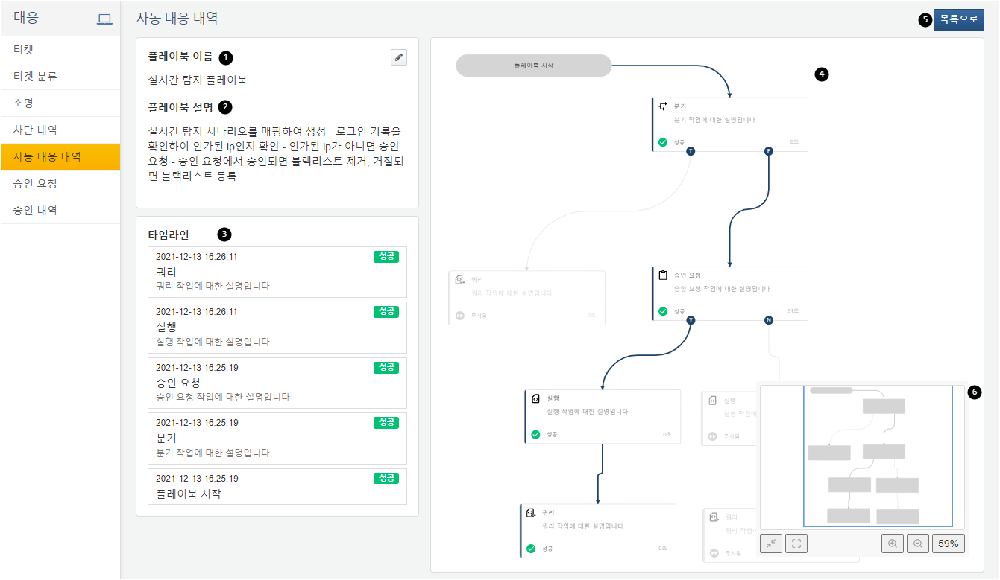 대응
티켓
티켓 분류
소명
차단 내역
자동 대응 내역
승인 요청
승인 내역
자동 대응 내역
5
목록으로
플레이북 이름 1
실시간 탐지 플레이북
플레이북 설명 2
실시간 탐지 시나리오를 매핑하여 생성 - 로그인 기록을
확인하여 인가된 ip인지 확인 - 인가된 ip가 아니면 승인
요청 - 승인 요청에서 승인되면 블랙리스트 제거, 거절되
면 블랙리스트 등록
타임라인 3
2021-12-13 16:26:11 성공
쿼리
쿼리 작업에 대한 설명입니다
2021-12-13 16:26:11 성공
실행
실행 작업에 대한 설명입니다
2021-12-13 16:25:19 성공
승인 요청
승인 요청 작업에 대한 설명입니다
2021-12-13 16:25:19 성공
분기
분기 작업에 대한 설명입니다
2021-12-13 16:25:19 성공
플레이북 시작
플레이북 시작
4
분기
분기 작업에 대한 설명입니다
성공 0초
T F
쿼리
쿼리 작업에 대한 설명입니다
무시됨 0초
승인 요청
승인 요청 작업에 대한 설명입니다
성공 51초
Y N
실행
실행 작업에 대한 설명입니다
성공 0초
실행
실행 작업에
무시됨
쿼리
쿼리 작업에 대한 설명입니다
성공 0초
쿼리
쿼리 작업에
무시됨
6
59%